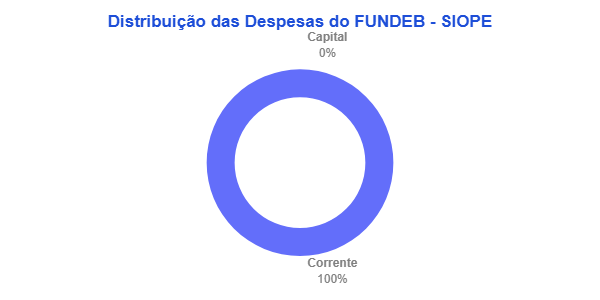 Distribuição das Despesas do FUNDEB - SIOPE
Capital
0%
Corrente
100%